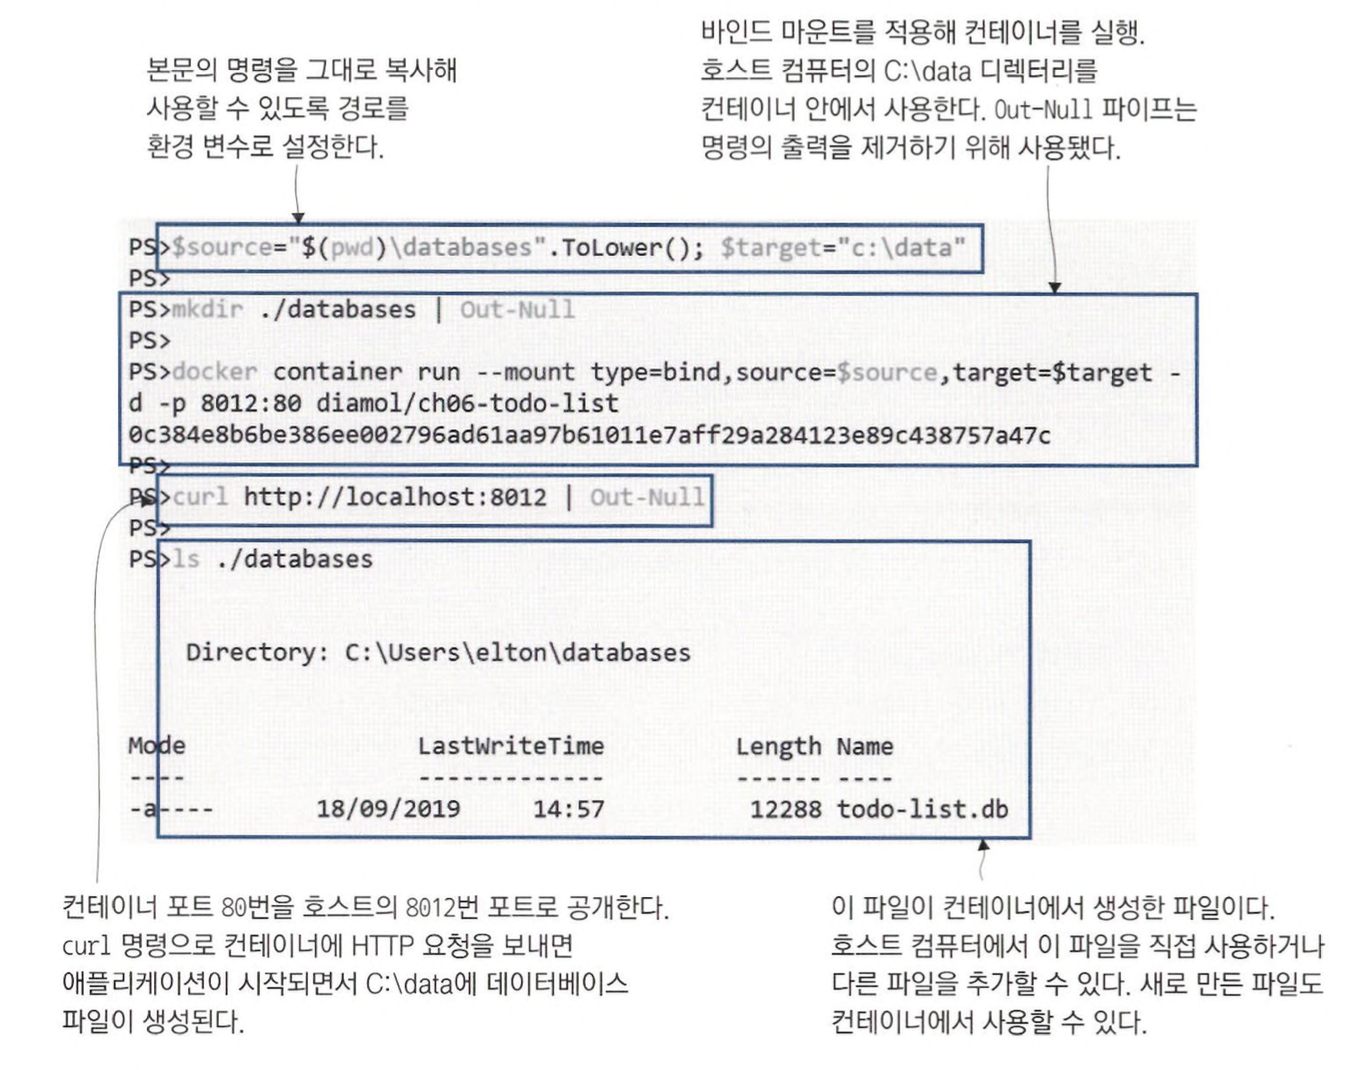 본문의 명령을 그대로 복사해
사용할 수 있도록 경로를
환경 변수로 설정한다.
바인드 마운트를 적용해 컨테이너를 실행.
호스트 컴퓨터의 C:\data 디렉터리를
컨테이너 안에서 사용한다. Out-Null 파이프는
명령의 출력을 제거하기 위해 사용됐다.
PS>$source="$(pwd)\databases".ToLower(); $target="c:\data"
PS>
PS>mkdir ./databases | Out-Null
PS>
PS>docker container run --mount type=bind,source=$source,target=$target -
d -p 8012:80 diamol/ch06-todo-list
0c384e8b6be386ee002796ad61aa97b61011e7aff29a284123e89c438757a47c
PS>
PS>curl http://localhost:8012 | Out-Null
PS>
PS>ls ./databases
Directory: C:\Users\elton\databases
Mode LastWriteTime Length Name
---- ------------- ------ ----
-a---- 18/09/2019 14:57 12288 todo-list.db
컨테이너 포트 80번을 호스트의 8012번 포트로 공개한다.
curl 명령으로 컨테이너에 HTTP 요청을 보내면
애플리케이션이 시작되면서 C:\data에 데이터베이스
파일이 생성된다.
이 파일이 컨테이너에서 생성한 파일이다.
호스트 컴퓨터에서 이 파일을 직접 사용하거나
다른 파일을 추가할 수 있다. 새로 만든 파일도
컨테이너에서 사용할 수 있다.